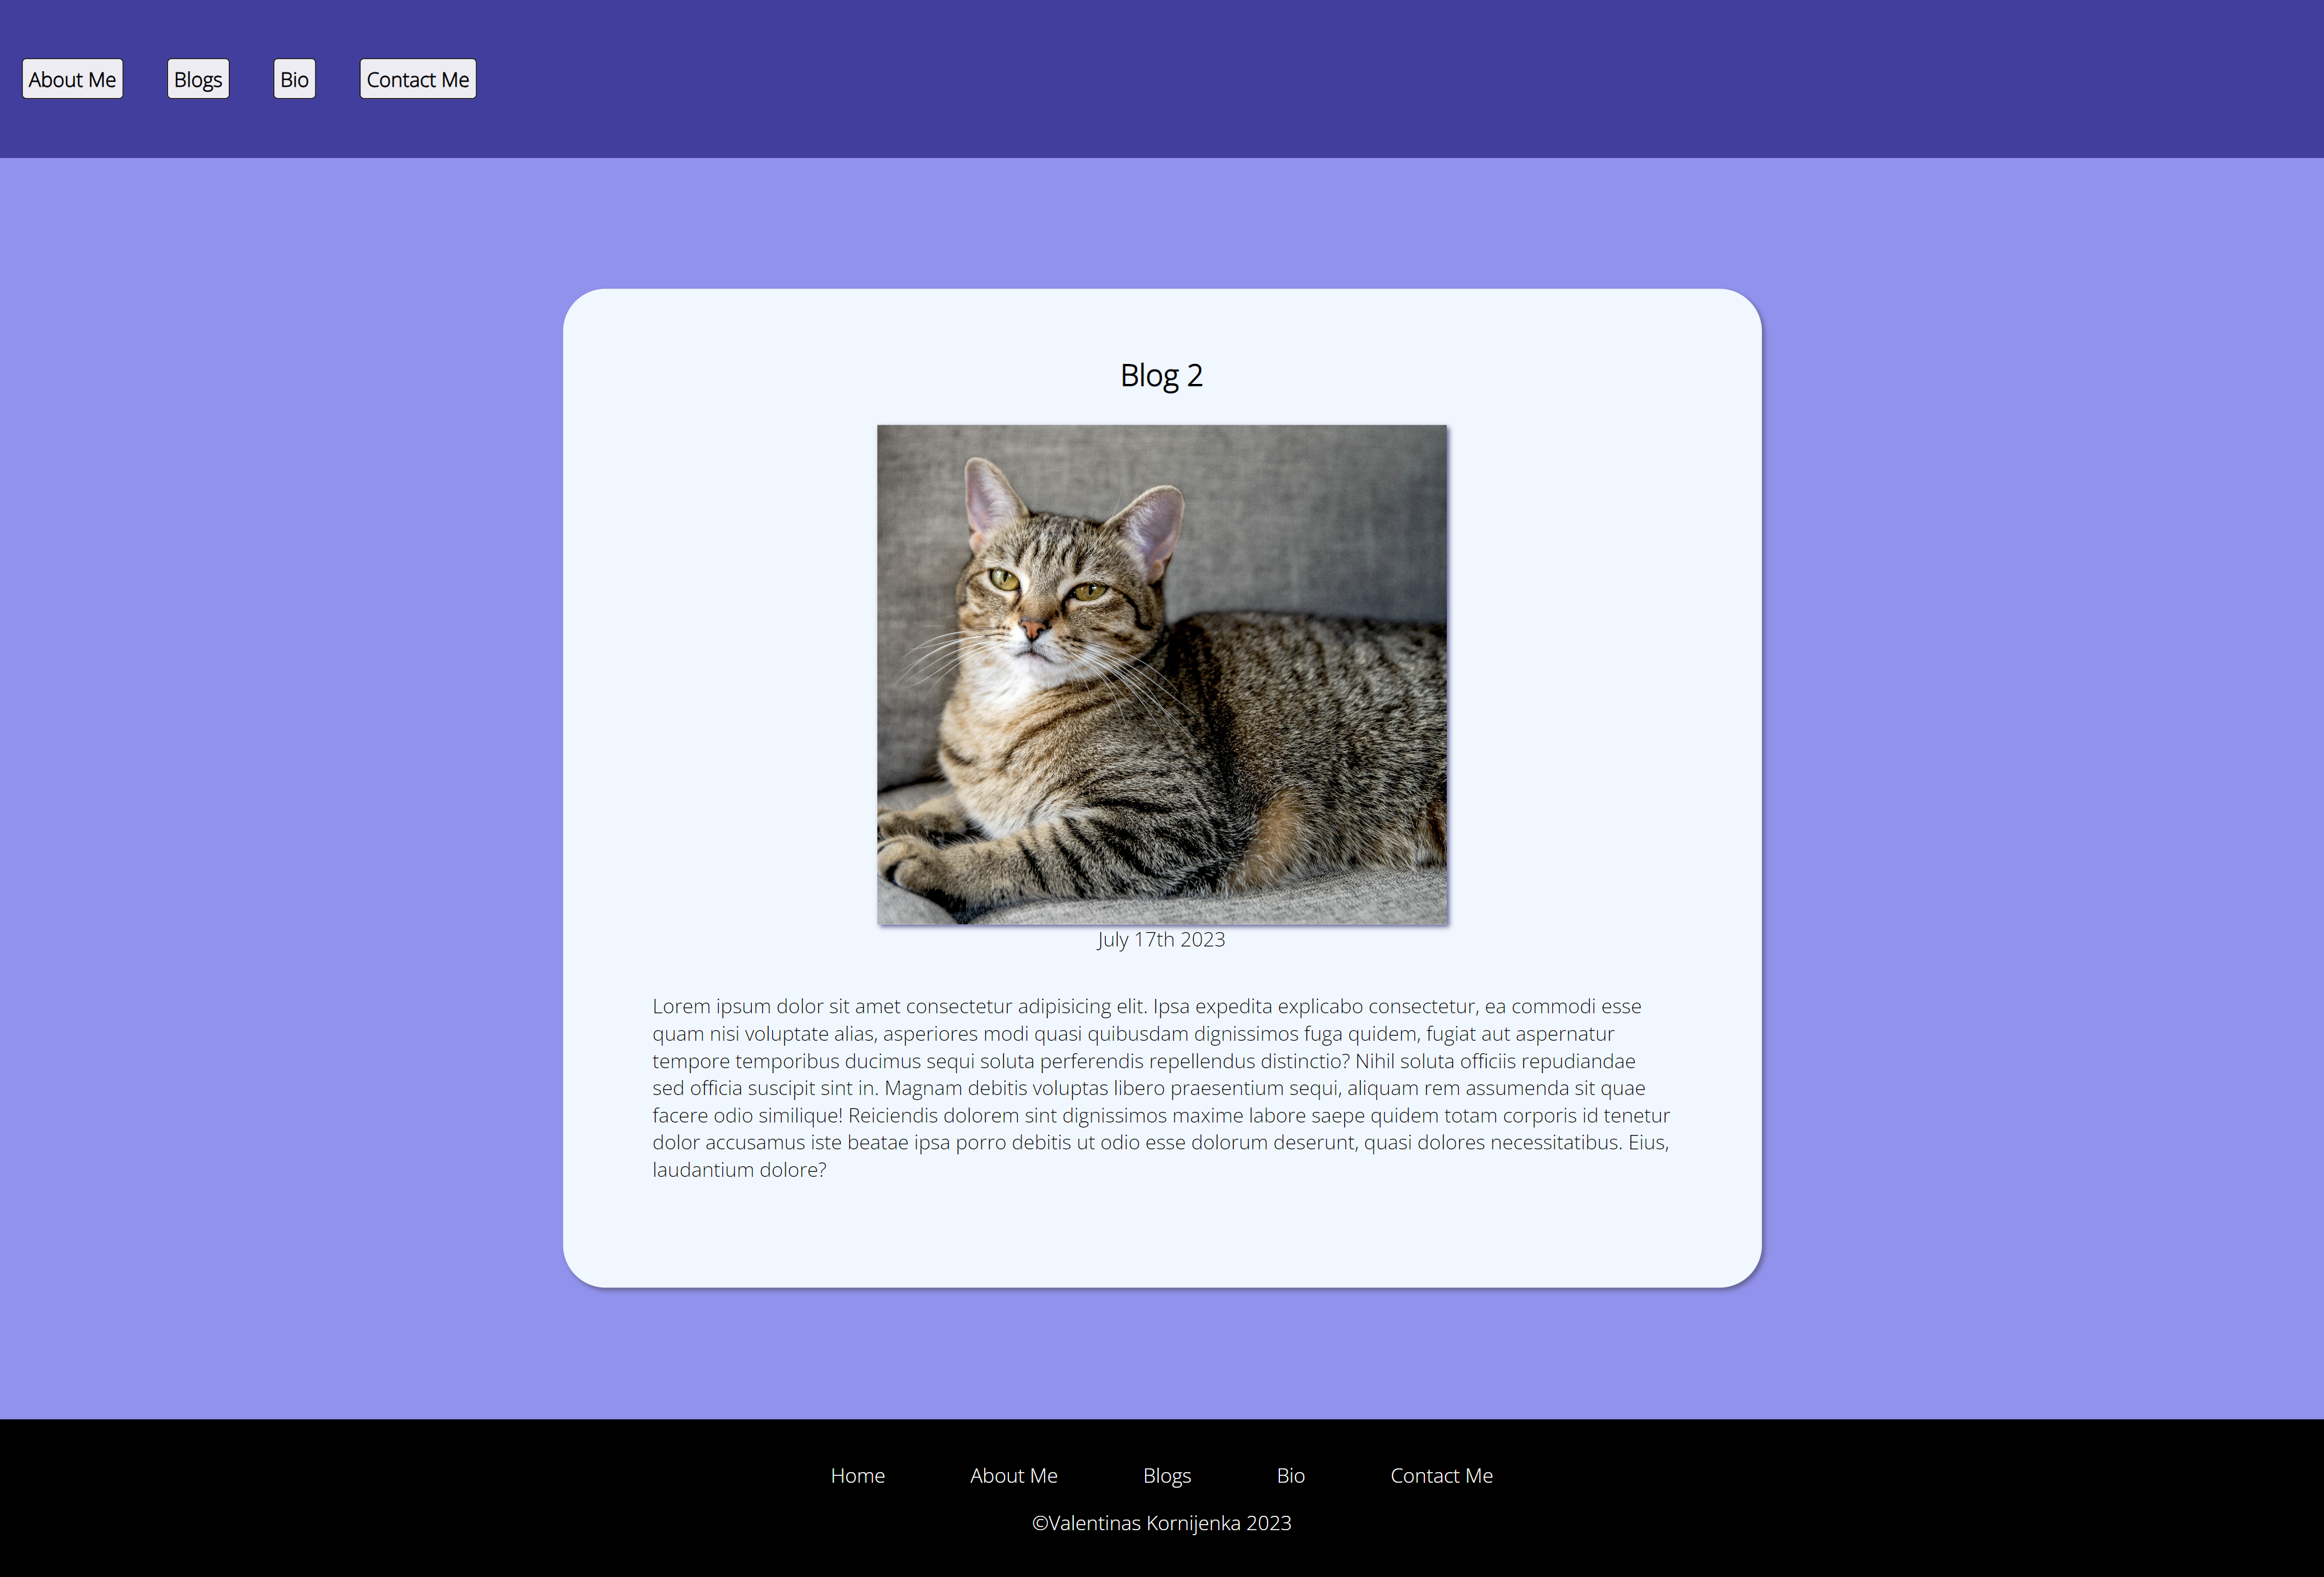 About Me Blogs Bio Contact Me
Blog 2
July 17th 2023
Lorem ipsum dolor sit amet consectetur adipisicing elit. Ipsa expedita explicabo consectetur, ea commodi esse
quam nisi voluptate alias, asperiores modi quasi quibusdam dignissimos fuga quidem, fugiat aut aspernatur
tempore temporibus ducimus sequi soluta perferendis repellendus distinctio? Nihil soluta officiis repudiandae
sed officia suscipit sint in. Magnam debitis voluptas libero praesentium sequi, aliquam rem assumenda sit quae
facere odio similique! Reiciendis dolorem sint dignissimos maxime labore saepe quidem totam corporis id tenetur
dolor accusamus iste beatae ipsa porro debitis ut odio esse dolorum deserunt, quasi dolores necessitatibus. Eius,
laudantium dolore?
Home About Me Blogs Bio Contact Me
©Valentinas Kornijenka 2023